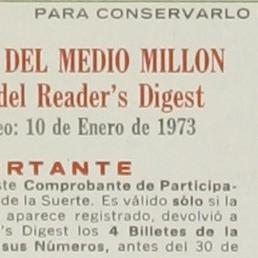 PARA CONSERVARLO
DEL MEDIO MILLON
del Reader's Digest
eo: 10 de Enero de 1973
RTANTE
ste Comprobante de Participa-
de la Suerte. Es válido sólo si la
aparece registrado, devolvió a
's Digest los 4 Billetes de la
sus Números, antes del 30 de